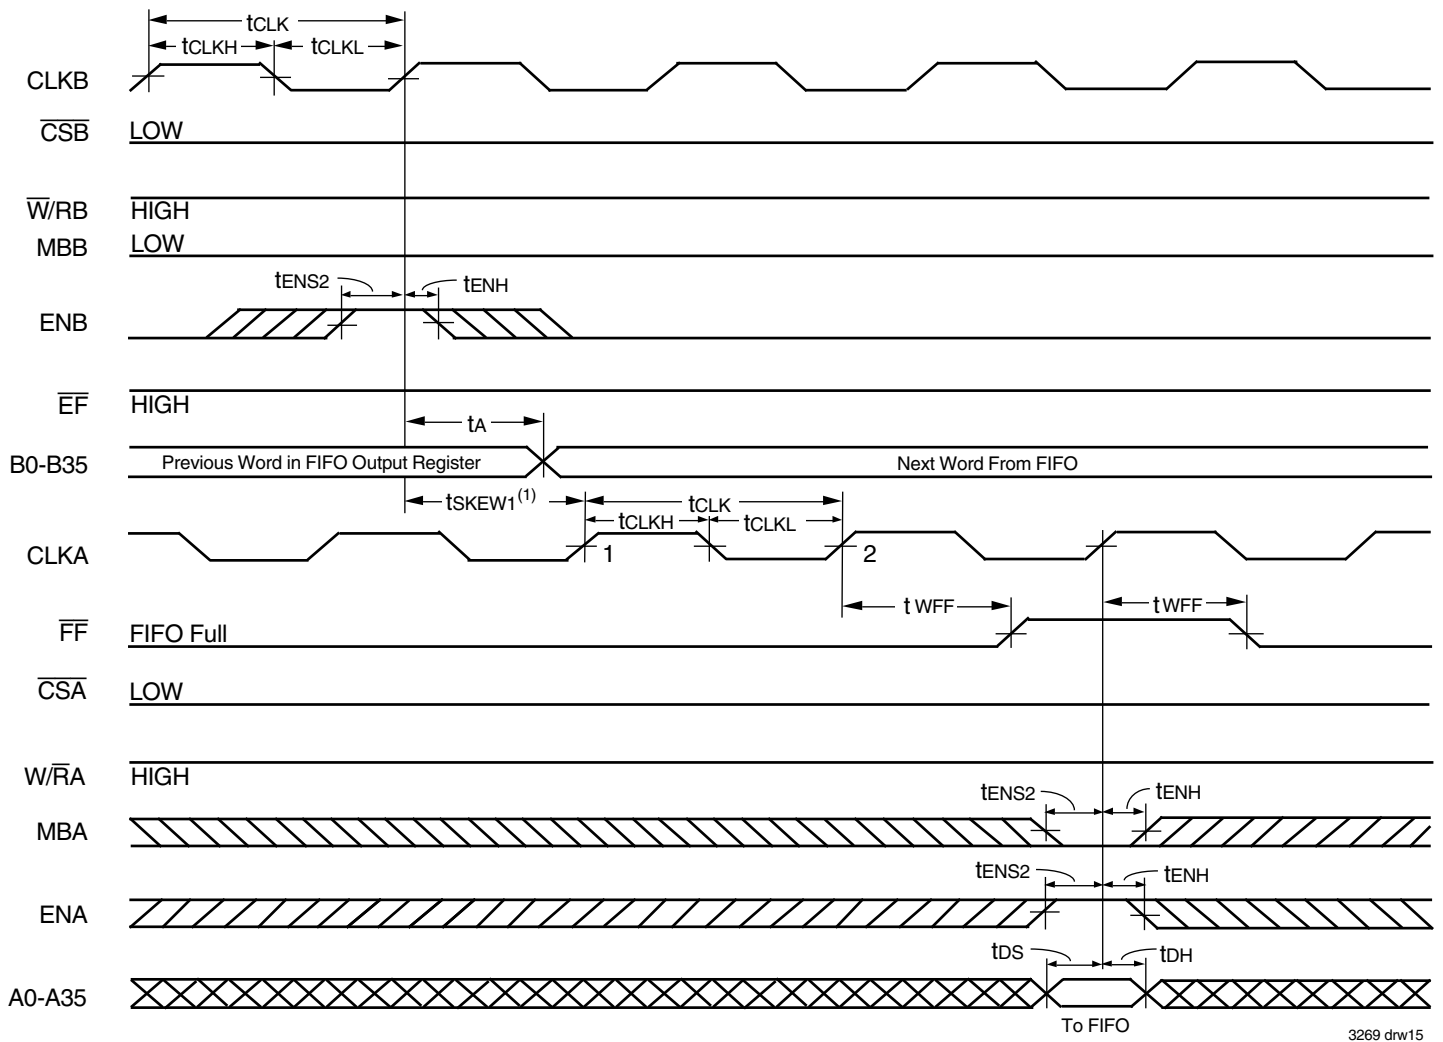 tCLK
tCLKH tCLKL
CLKB
CSB LOW
W/RB HIGH
MBB LOW
tENS2 tENH
ENB
EF HIGH
tA
B0-B35 Previous Word in FIFO Output Register Next Word From FIFO
tSKEW1(1) tCLK
tCLKH tCLKL
CLKA 1 2
tWFF tWFF
FF FIFO Full
CSA LOW
W/RA HIGH
tENS2 tENH
MBA
tENS2 tENH
ENA
tDS tDH
A0-A35
To FIFO
3269 drw15